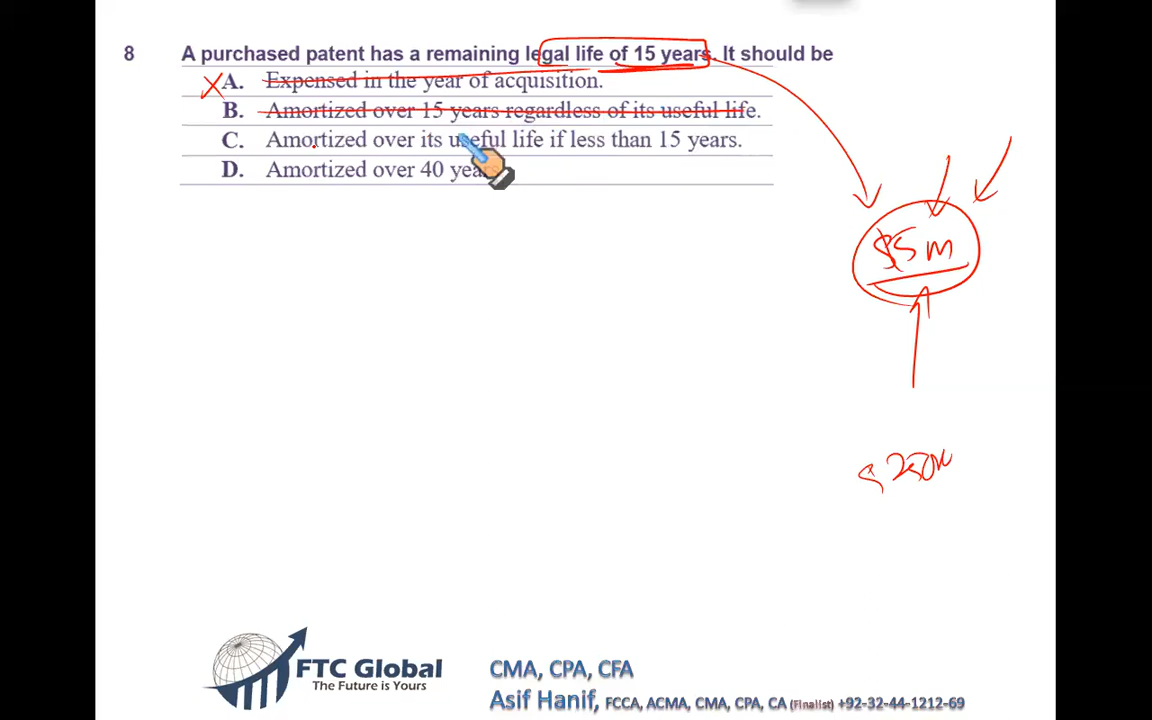 8 A purchased patent has a remaining legal life of 15 years. It should be
A. Expensed in the year of acquisition.
B. Amortized over 15 years regardless of its useful life.
C. Amortized over its useful life if less than 15 years.
D. Amortized over 40
$5 m
FTC Global
The Future is Yours
CMA, CPA, CFA
Asif Hanif, FCCA, ACMA, CMA, CPA, CA (Finalist) +92-32-44-1212-69